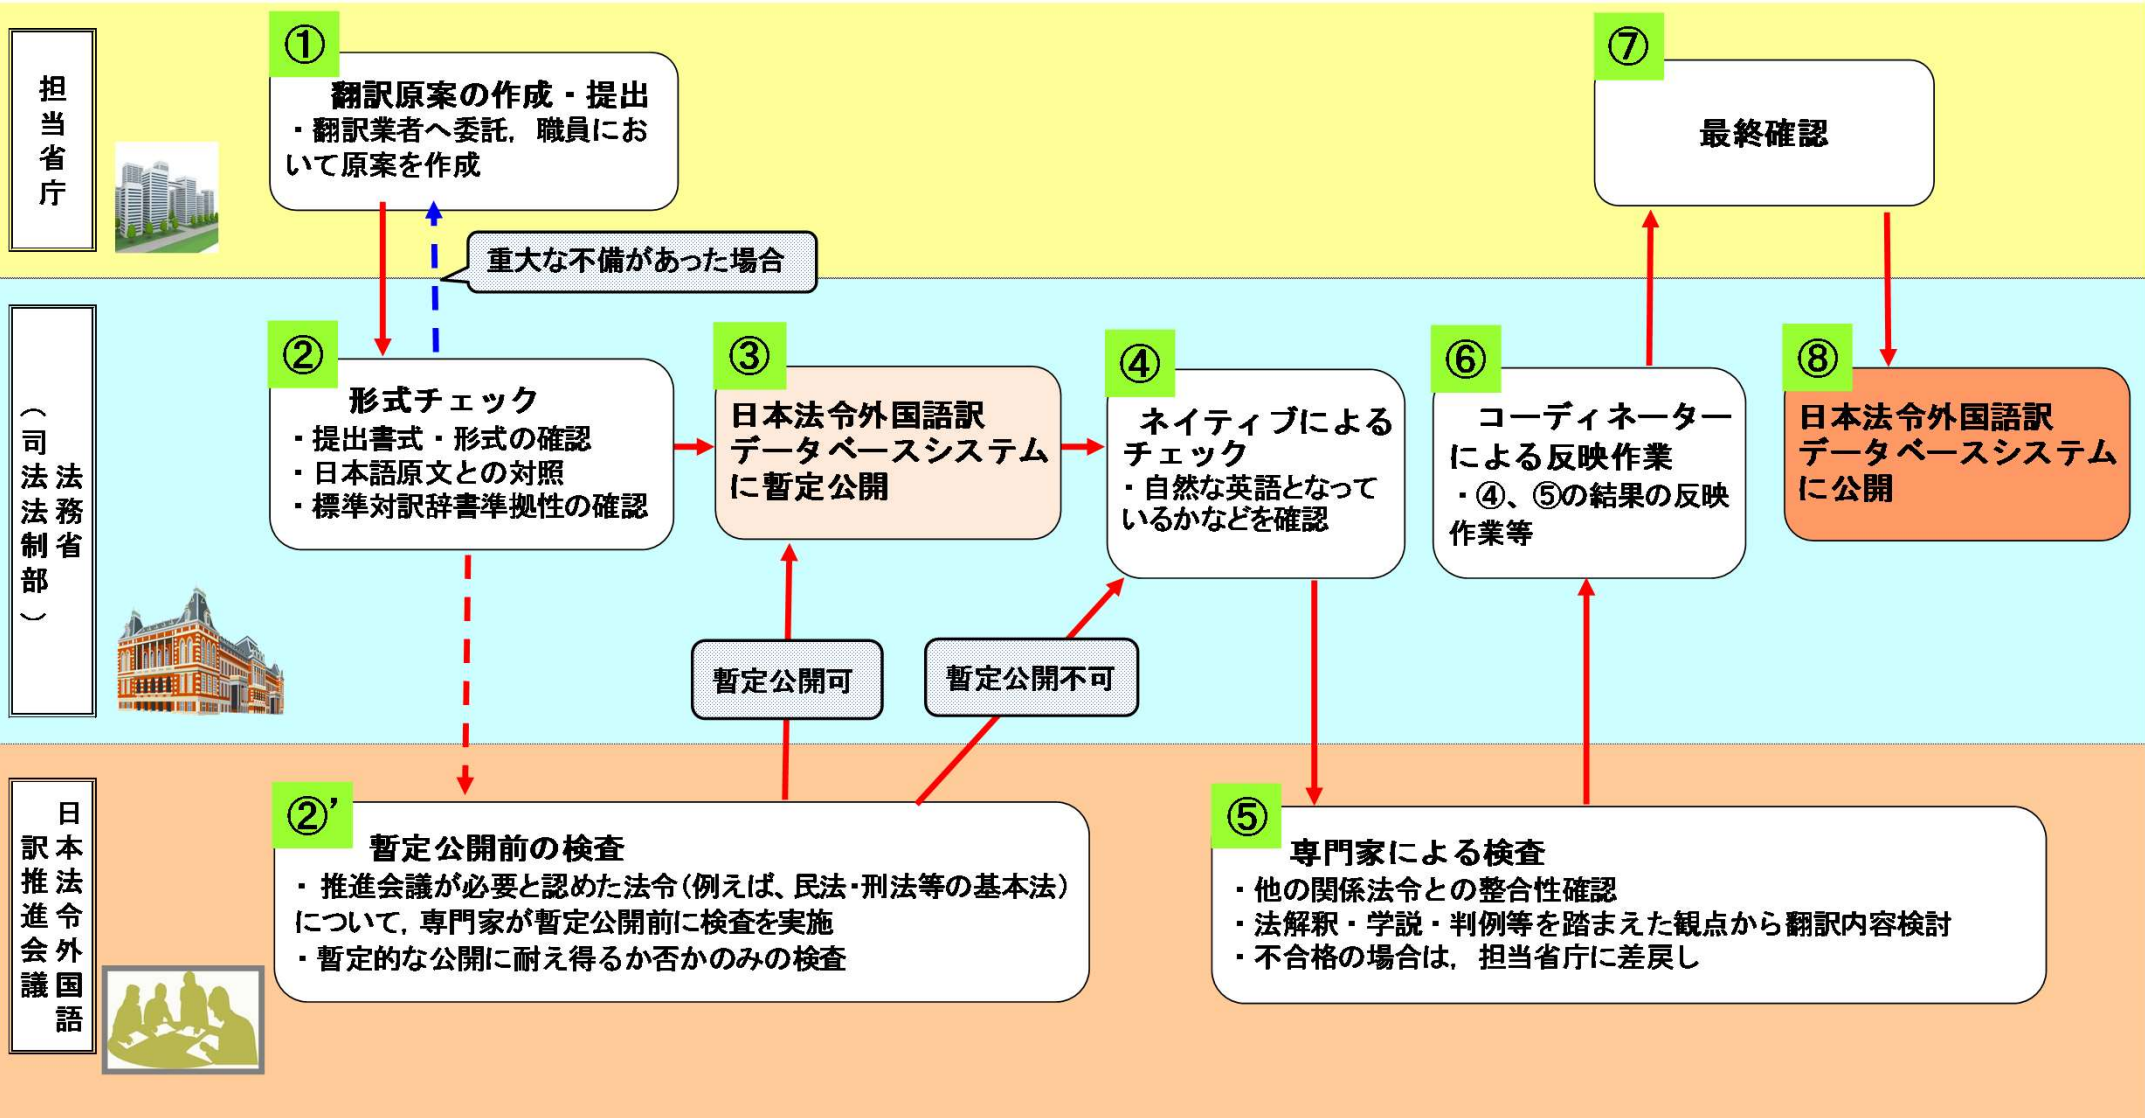 担当省庁
①
翻訳原案の作成・提出
・翻訳業者へ委託，職員にお
いて原案を作成
重大な不備があった場合
⑦
最終確認
法務省
（司法法制部）
②
形式チェック
・提出書式・形式の確認
・日本語原文との対照
・標準対訳辞書準拠性の確認
③
日本法令外国語訳
データベースシステム
に暫定公開
④
ネイティブによる
チェック
・自然な英語となって
いるかなどを確認
⑥
コーディネーター
による反映作業
・④、⑤の結果の反映
作業等
⑧
日本法令外国語訳
データベースシステム
に公開
暫定公開可
暫定公開不可
日本法令外国語
訳推進会議
②’
暫定公開前の検査
・推進会議が必要と認めた法令（例えば、民法・刑法等の基本法）
について，専門家が暫定公開前に検査を実施
・暫定的な公開に耐え得るか否かのみの検査
⑤
専門家による検査
・他の関係法令との整合性確認
・法解釈・学説・判例等を踏まえた観点から翻訳内容検討
・不合格の場合は，担当省庁に差戻し